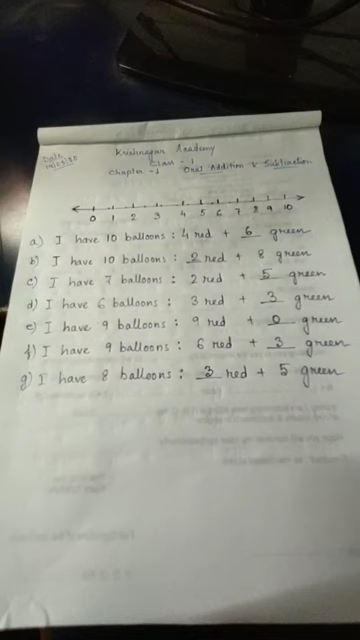 Date
Krishnagar Academy
Class - 1
Chapter - 1 Oral Addition & Subtraction
0 1 2 3 4 5 6 7 8 9 10
a) I have 10 balloons : 4 red + 6 green
b) I have 10 balloons : 2 red + 8 green
c) I have 7 balloons : 2 red + 5 green
d) I have 6 balloons : 3 red + 3 green
e) I have 9 balloons : 9 red + 0 green
f) I have 9 balloons : 6 red + 3 green
g) I have 8 balloons : 3 red + 5 green